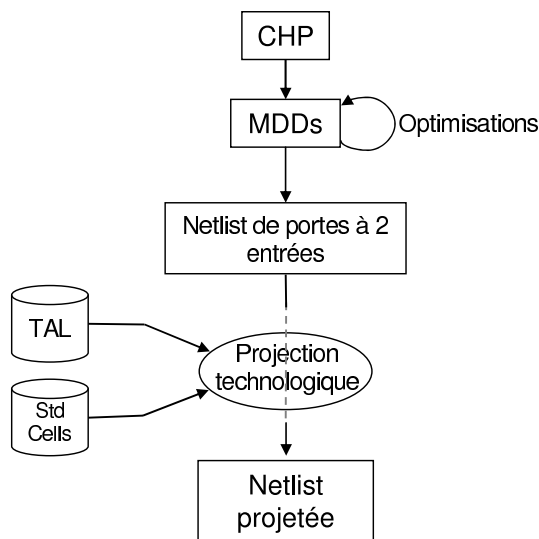 CHP
MDDs
Optimisations
Netlist de portes à 2
entrées
TAL
Projection
technologique
Std
Cells
Netlist
projetée